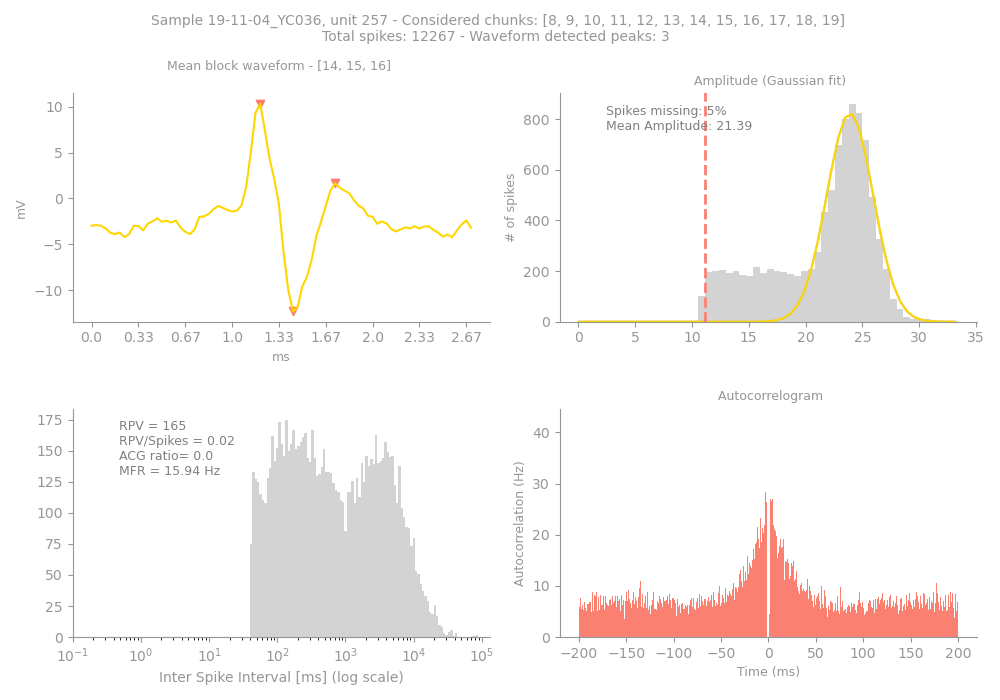 Sample 19-11-04_YC036, unit 257 - Considered chunks: [8, 9, 10, 11, 12, 13, 14, 15, 16, 17, 18, 19]
Total spikes: 12267 - Waveform detected peaks: 3
Mean block waveform - [14, 15, 16]
10
5
0
−5
−10
mV
0.0 0.33 0.67 1.0 1.33 1.67 2.0 2.33 2.67
ms
Amplitude (Gaussian fit)
Spikes missing: 5%
Mean Amplitude: 21.39
800
600
400
200
0
# of spikes
0 5 10 15 20 25 30 35
RPV = 165
RPV/Spikes = 0.02
ACG ratio= 0.0
MFR = 15.94 Hz
175
150
125
100
75
50
25
0
10⁻¹ 10⁰ 10¹ 10² 10³ 10⁴ 10⁵
Inter Spike Interval [ms] (log scale)
Autocorrelogram
40
30
20
10
0
Autocorrelation (Hz)
−200 −150 −100 −50 0 50 100 150 200
Time (ms)